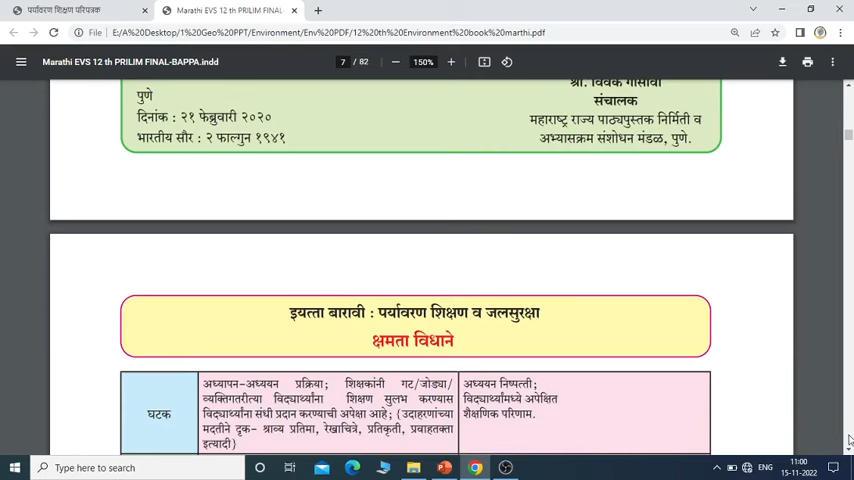 पर्यावरण शिक्षण परिपत्रक
Marathi EVS 12 th PRILIM FINAL-
File | E:/A%20Desktop/1%20Geo%20PPT/Environment/Env%20PDF/12%20th%20Environment%20book%20marthi.pdf
Marathi EVS 12 th PRILIM FINAL-BAPPA.indd
7 / 82
150%
श्री. विवेक गोसावी
पुणे
संचालक
दिनांक : २१ फेब्रुवारी २०२०
महाराष्ट्र राज्य पाठ्यपुस्तक निर्मिती व
भारतीय सौर : २ फाल्गुन १९४१
अभ्यासक्रम संशोधन मंडळ, पुणे.
इयत्ता बारावी : पर्यावरण शिक्षण व जलसुरक्षा
क्षमता विधाने
घटक
अध्यापन-अध्ययन प्रक्रिया; शिक्षकांनी गट/जोड्या/
व्यक्तिगतरीत्या विद्यार्थ्यांना शिक्षण सुलभ करण्यास
विद्यार्थ्यांना संधी प्रदान करण्याची अपेक्षा आहे; (उदाहरणांच्या
मदतीने दृक- श्राव्य प्रतिमा, रेखाचित्रे, प्रतिकृती, प्रवाहतक्ता
इत्यादी)
अध्ययन निष्पत्ती;
विद्यार्थ्यांमध्ये अपेक्षित
शैक्षणिक परिणाम.
Type here to search
ENG
11:00
15-11-2022